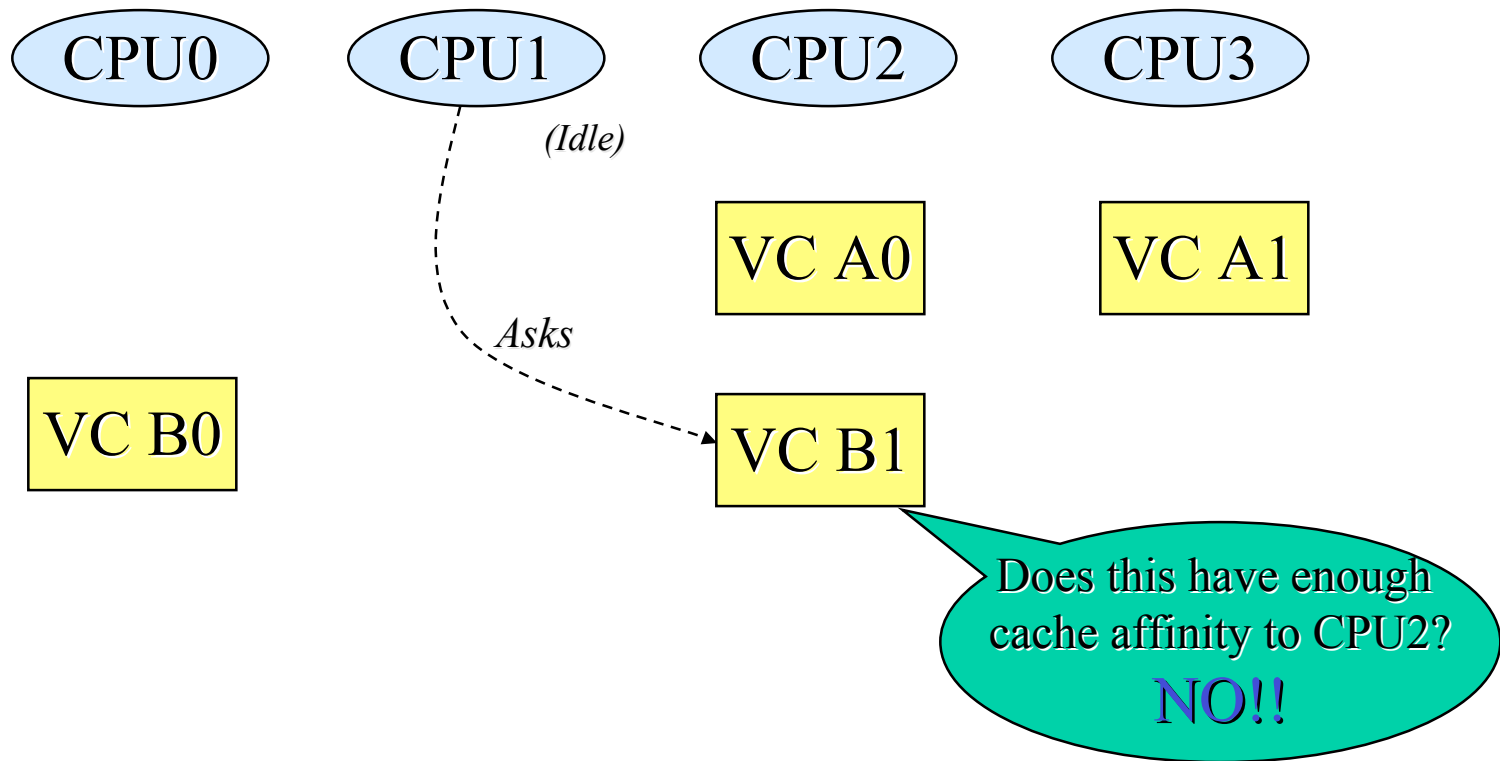 CPU0
CPU1
CPU2
CPU3
(Idle)
VC A0
VC A1
Asks
VC B0
VC B1
Does this have enough
cache affinity to CPU2?
NO!!